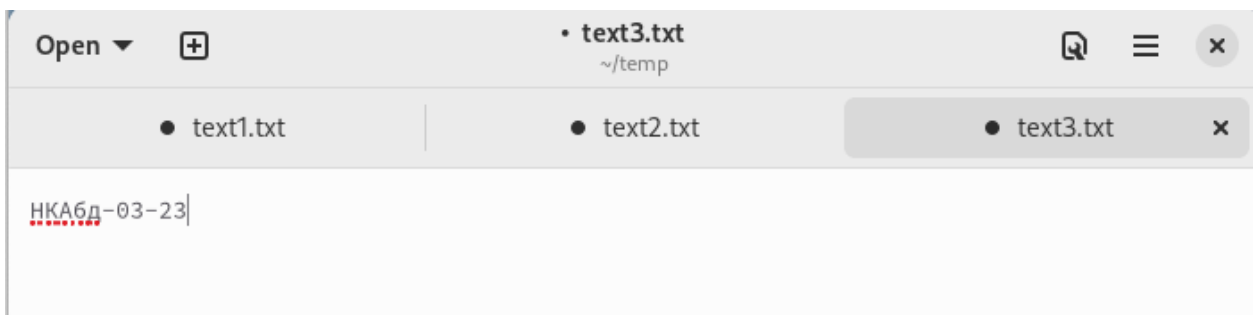 Open
• text3.txt
~/temp
● text1.txt
● text2.txt
● text3.txt
НКАбд-03-23